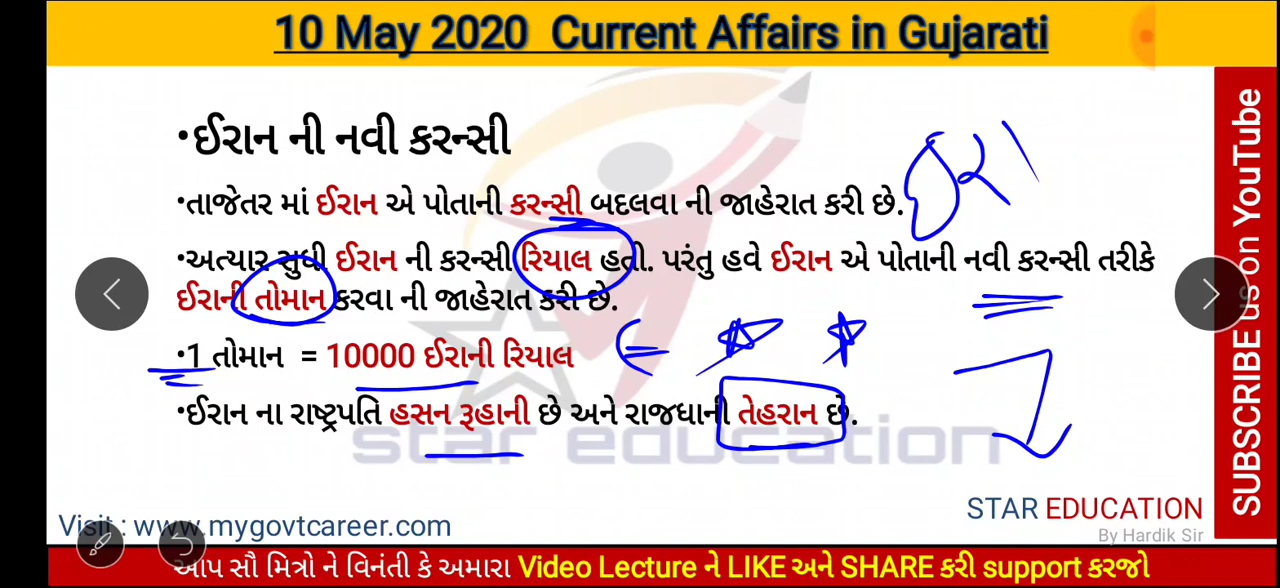 10 May 2020 Current Affairs in Gujarati
•ઈરાન ની નવી કરન્સી
•તાજેતર માં ઈરાન એ પોતાની કરન્સી બદલવા ની જાહેરાત કરી છે.
•અત્યાર સુધી ઈરાન ની કરન્સી રિયાલ હતી. પરંતુ હવે ઈરાન એ પોતાની નવી કરન્સી તરીકે
ઈરાની તોમાન કરવા ની જાહેરાત કરી છે.
•1 તોમાન = 10000 ઈરાની રિયાલ
•ઈરાન ના રાષ્ટ્રપતિ હસન રૂહાની છે અને રાજધાની તેહરાન છે.
star education
STAR EDUCATION
By Hardik Sir
Visit : www.mygovtcareer.com
આપ સૌ મિત્રો ને વિનંતી કે અમારા Video Lecture ને LIKE અને SHARE કરી support કરજો
SUBSCRIBE us on YouTube